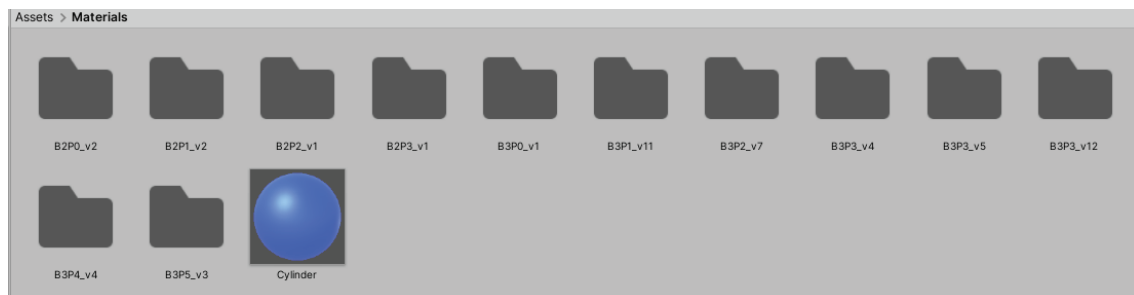 Assets > Materials
B2P0_v2 B2P1_v2 B2P2_v1 B2P3_v1 B3P0_v1 B3P1_v11 B3P2_v7 B3P3_v4 B3P3_v5 B3P3_v12
B3P4_v4 B3P5_v3 Cylinder